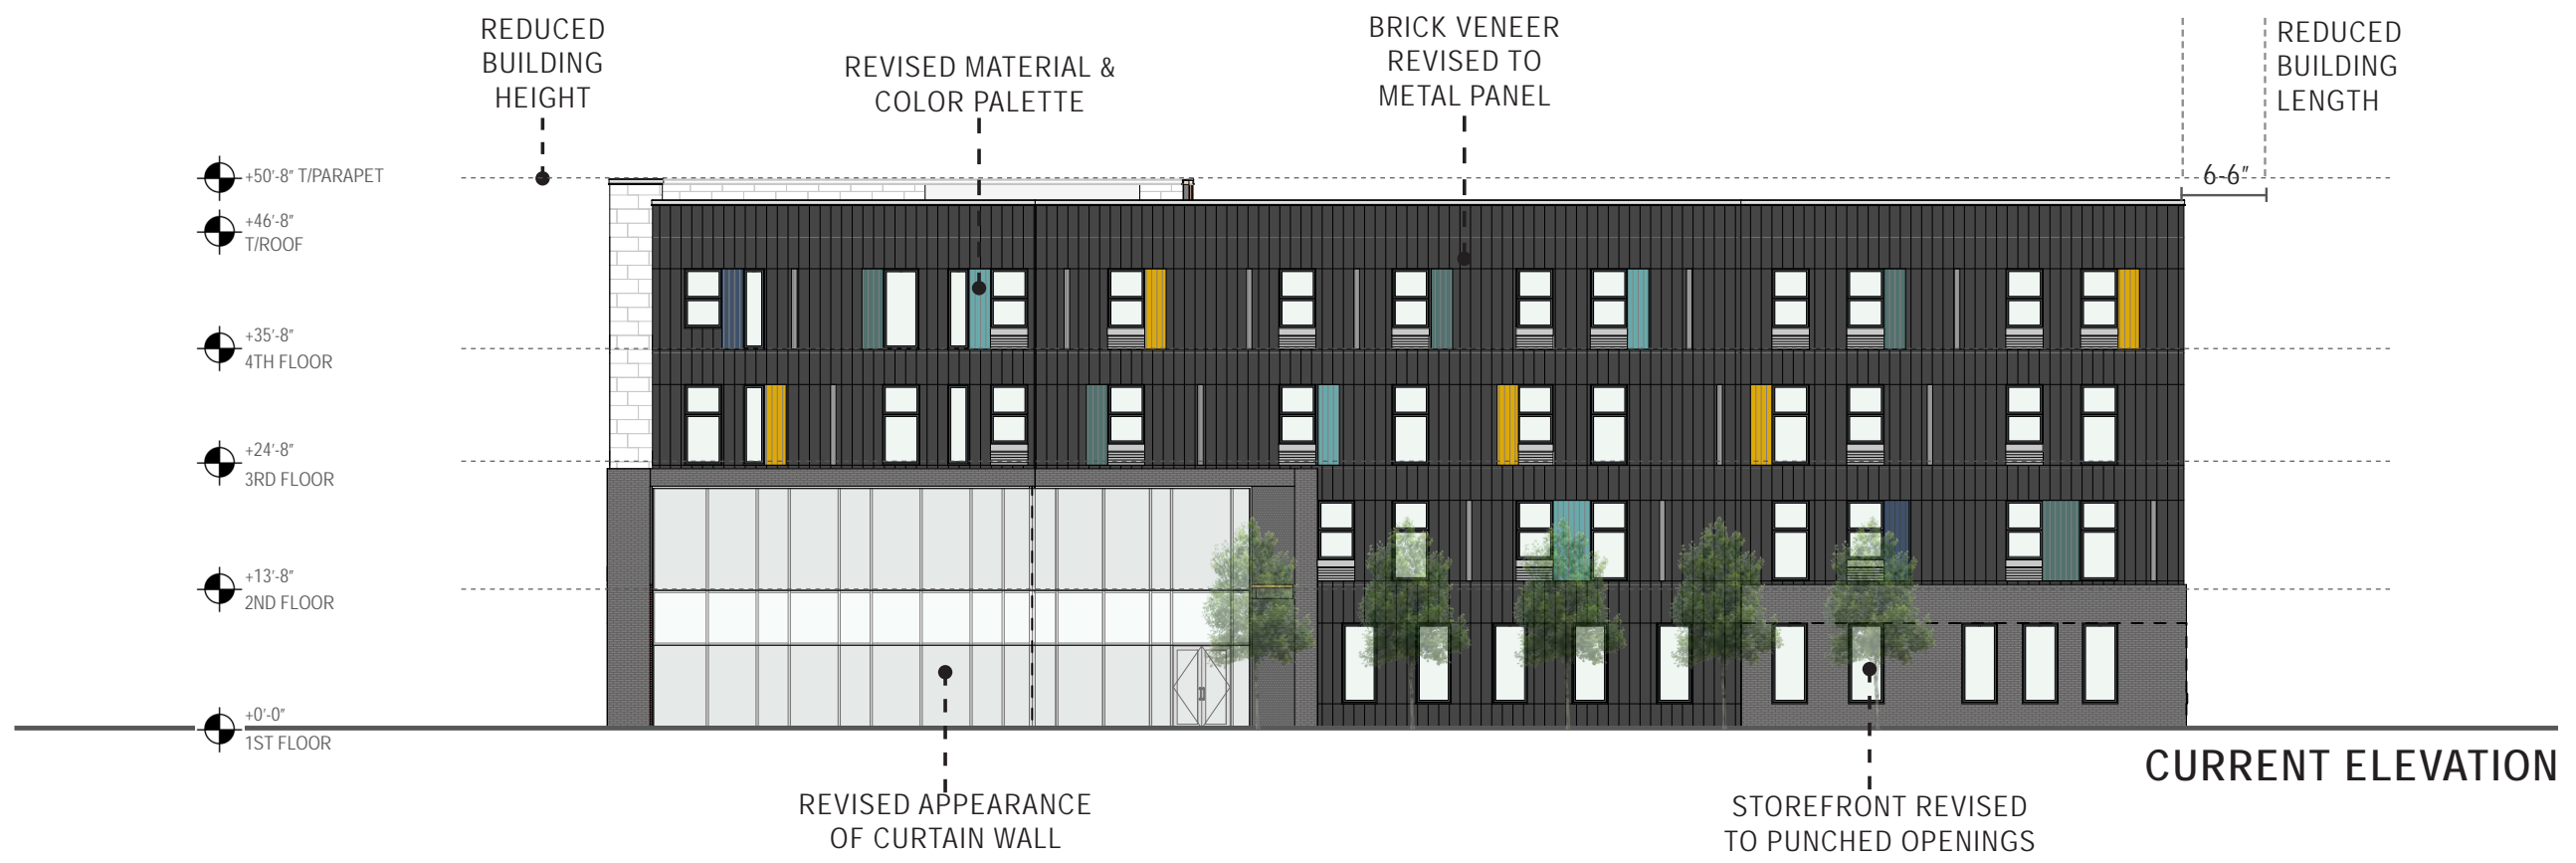 REDUCED
BUILDING
HEIGHT
REVISED MATERIAL &
COLOR PALETTE
BRICK VENEER
REVISED TO
METAL PANEL
REDUCED
BUILDING
LENGTH
6-6"
+50'-8" T/PARAPET
+46'-8"
T/ROOF
+35'-8"
4TH FLOOR
+24'-8"
3RD FLOOR
+13'-8"
2ND FLOOR
+0'-0"
1ST FLOOR
CURRENT ELEVATION
REVISED APPEARANCE
OF CURTAIN WALL
STOREFRONT REVISED
TO PUNCHED OPENINGS